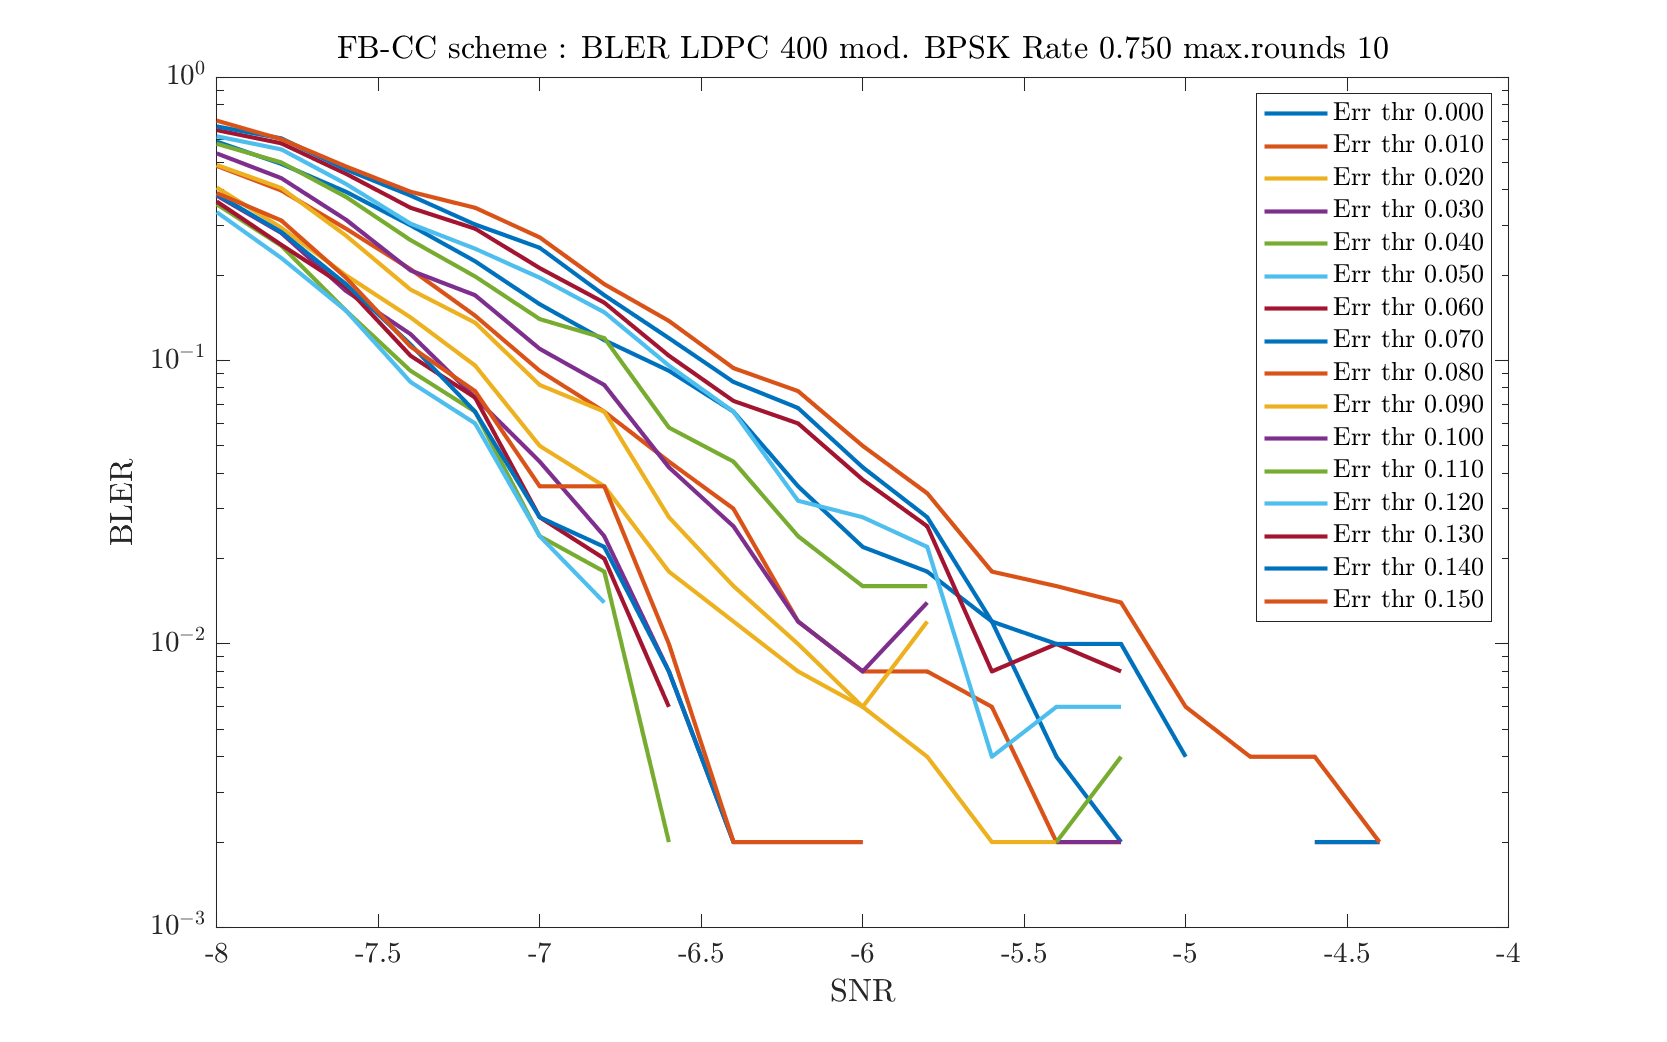 FB-CC scheme : BLER LDPC 400 mod. BPSK Rate 0.750 max.rounds 10
10^0
10^-1
10^-2
10^-3
BLER
-8 -7.5 -7 -6.5 -6 -5.5 -5 -4.5 -4
SNR
Err thr 0.000
Err thr 0.010
Err thr 0.020
Err thr 0.030
Err thr 0.040
Err thr 0.050
Err thr 0.060
Err thr 0.070
Err thr 0.080
Err thr 0.090
Err thr 0.100
Err thr 0.110
Err thr 0.120
Err thr 0.130
Err thr 0.140
Err thr 0.150